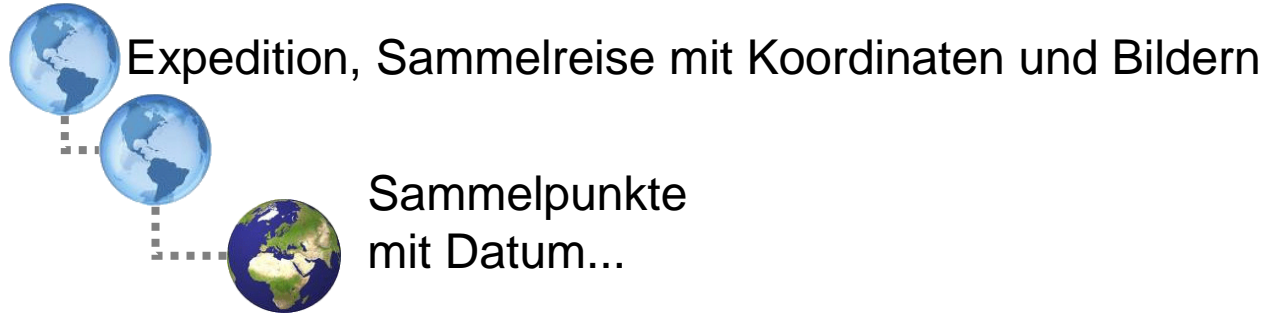 Expedition, Sammelreise mit Koordinaten und Bildern
Sammelpunkte
mit Datum...